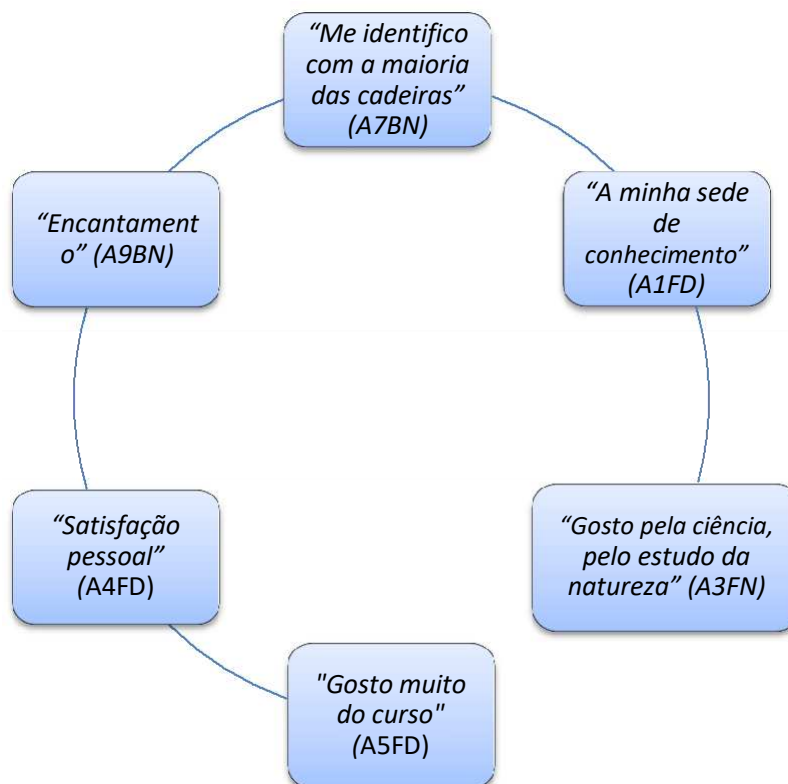 “Me identifico
com a maioria
das cadeiras”
(A7BN)
“A minha sede
de
conhecimento”
(A1FD)
“Gosto pela ciência,
pelo estudo da
natureza” (A3FN)
"Gosto muito
do curso"
(A5FD)
“Satisfação
pessoal”
(A4FD)
“Encantament
o” (A9BN)